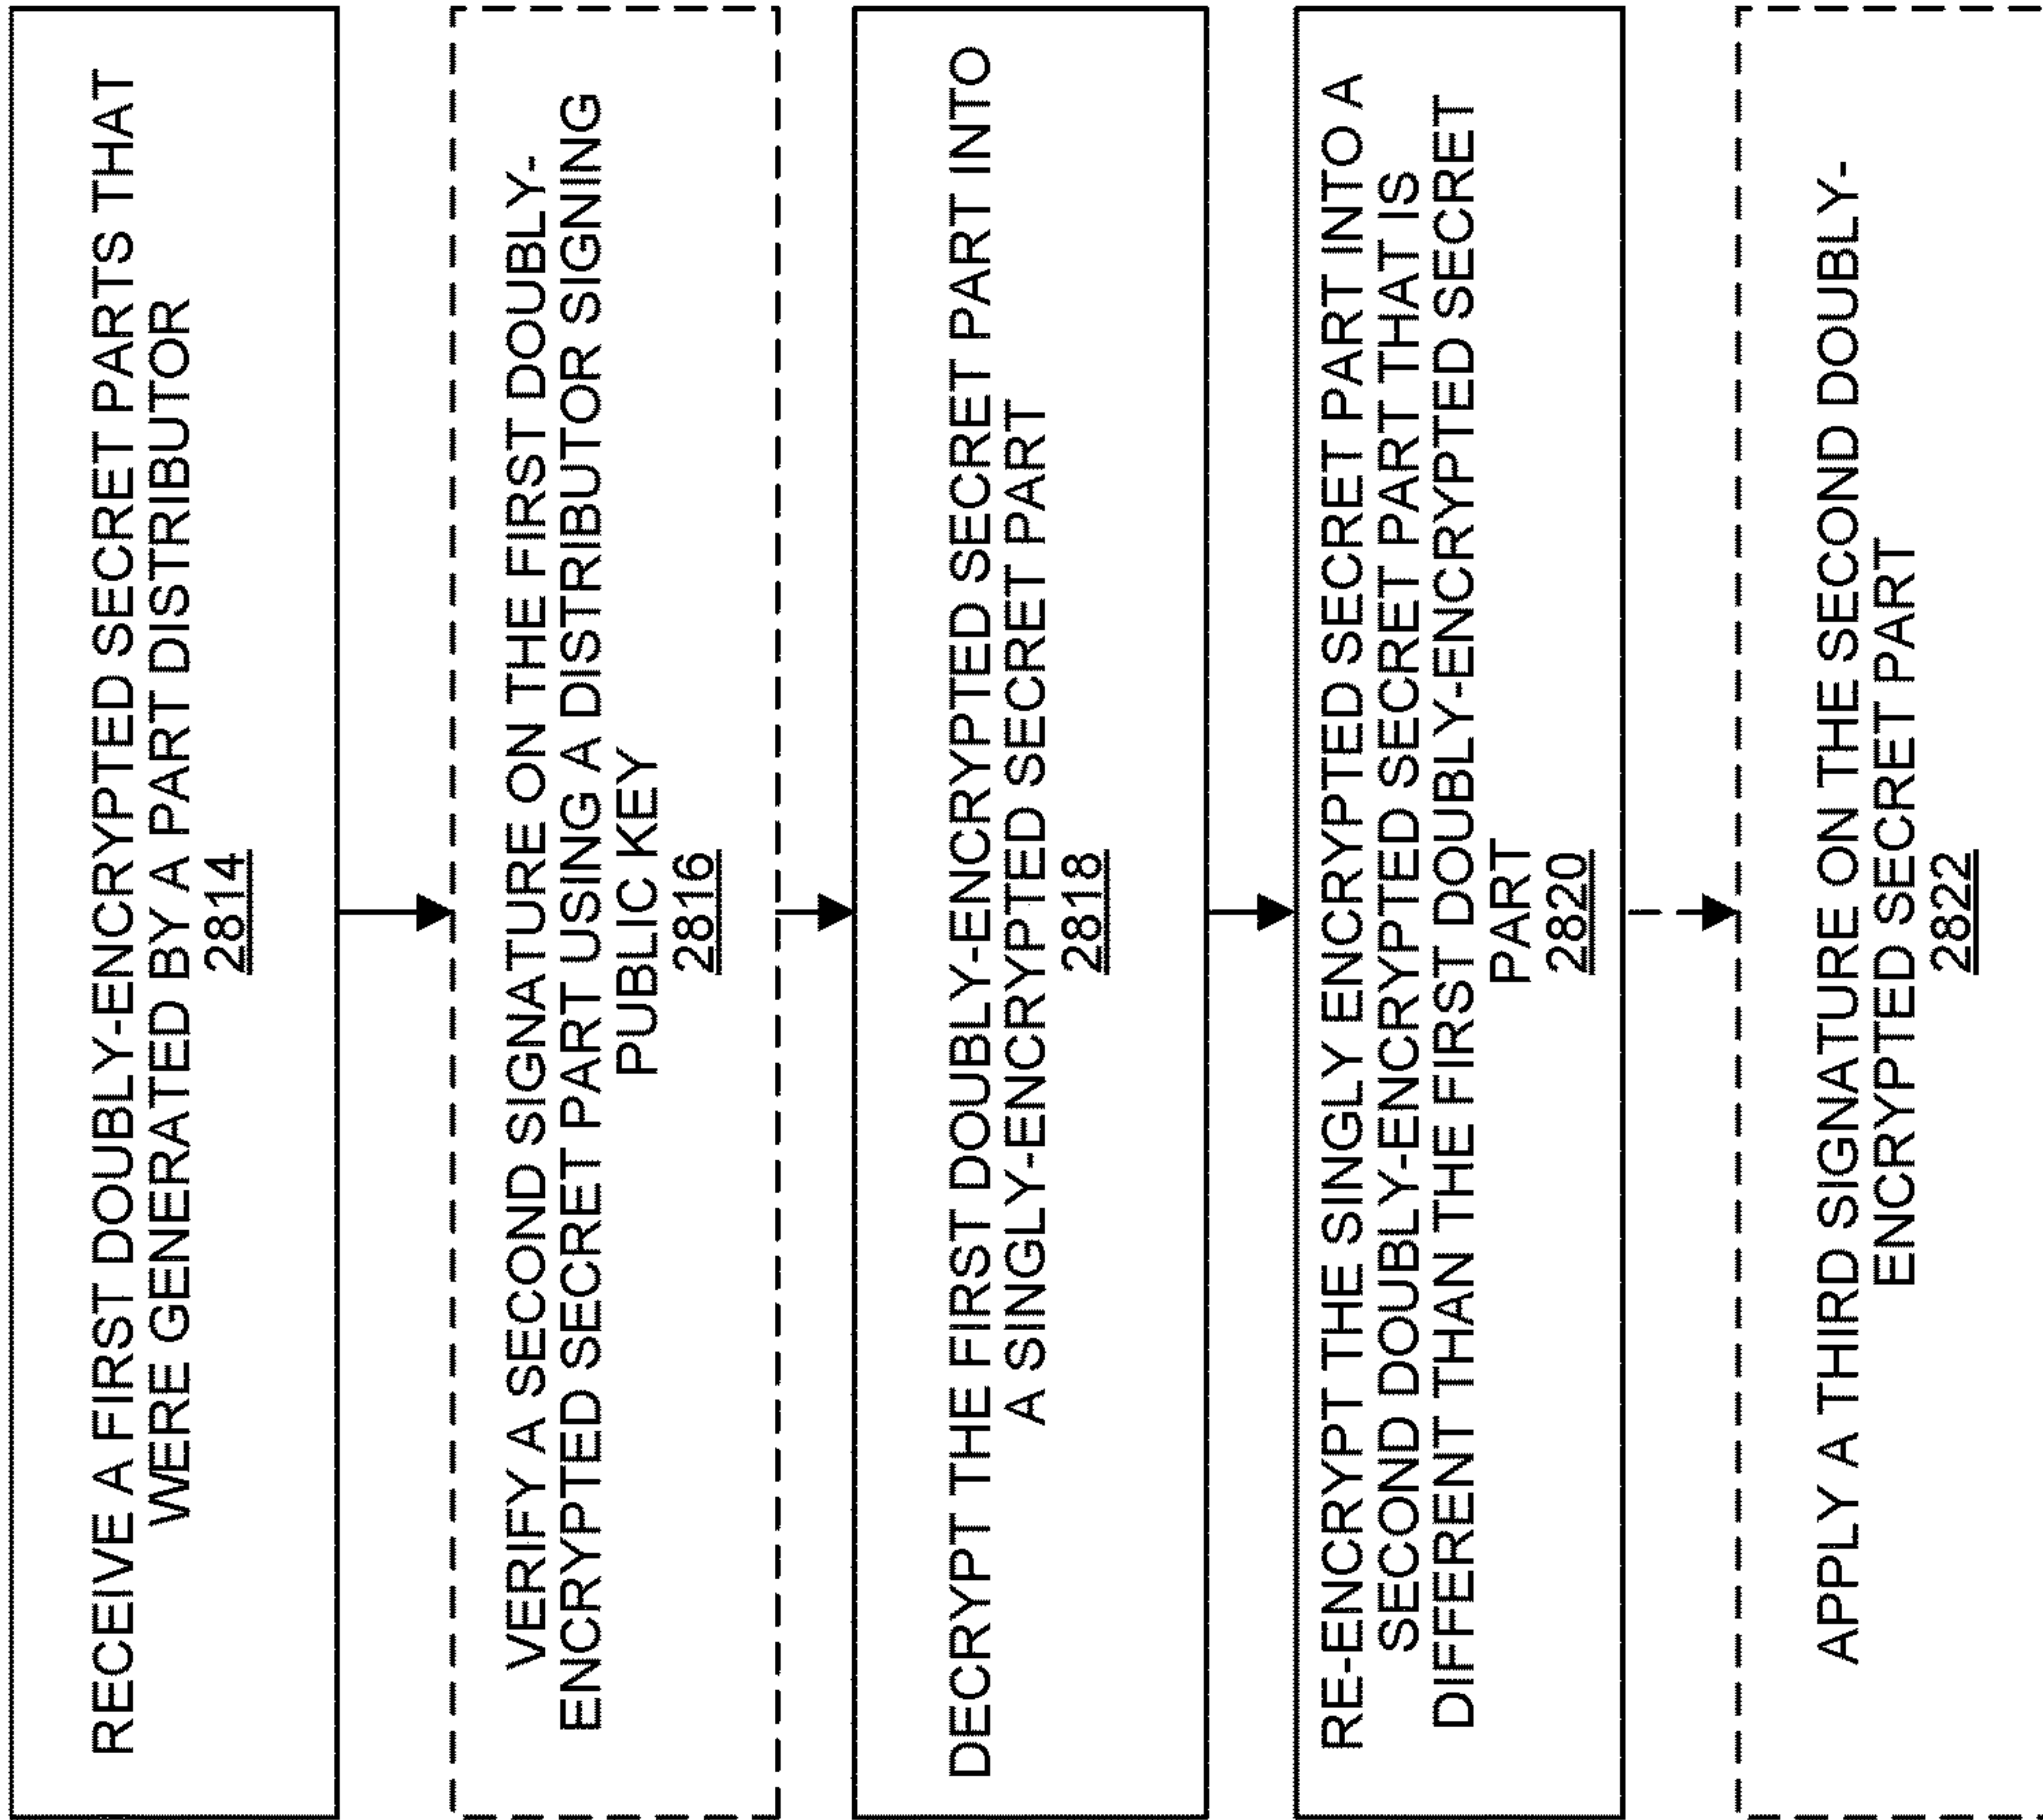 RECEIVE A FIRST DOUBLY-ENCRYPTED SECRET PARTS THAT
WERE GENERATED BY A PART DISTRIBUTOR
2814
VERIFY A SECOND SIGNATURE ON THE FIRST DOUBLY-
ENCRYPTED SECRET PART USING A DISTRIBUTOR SIGNING
PUBLIC KEY
2816
DECRYPT THE FIRST DOUBLY-ENCRYPTED SECRET PART INTO
A SINGLY-ENCRYPTED SECRET PART
2818
RE-ENCRYPT THE SINGLY ENCRYPTED SECRET PART INTO A
SECOND DOUBLY-ENCRYPTED SECRET PART THAT IS
DIFFERENT THAN THE FIRST DOUBLY-ENCRYPTED SECRET
PART
2820
APPLY A THIRD SIGNATURE ON THE SECOND DOUBLY-
ENCRYPTED SECRET PART
2822